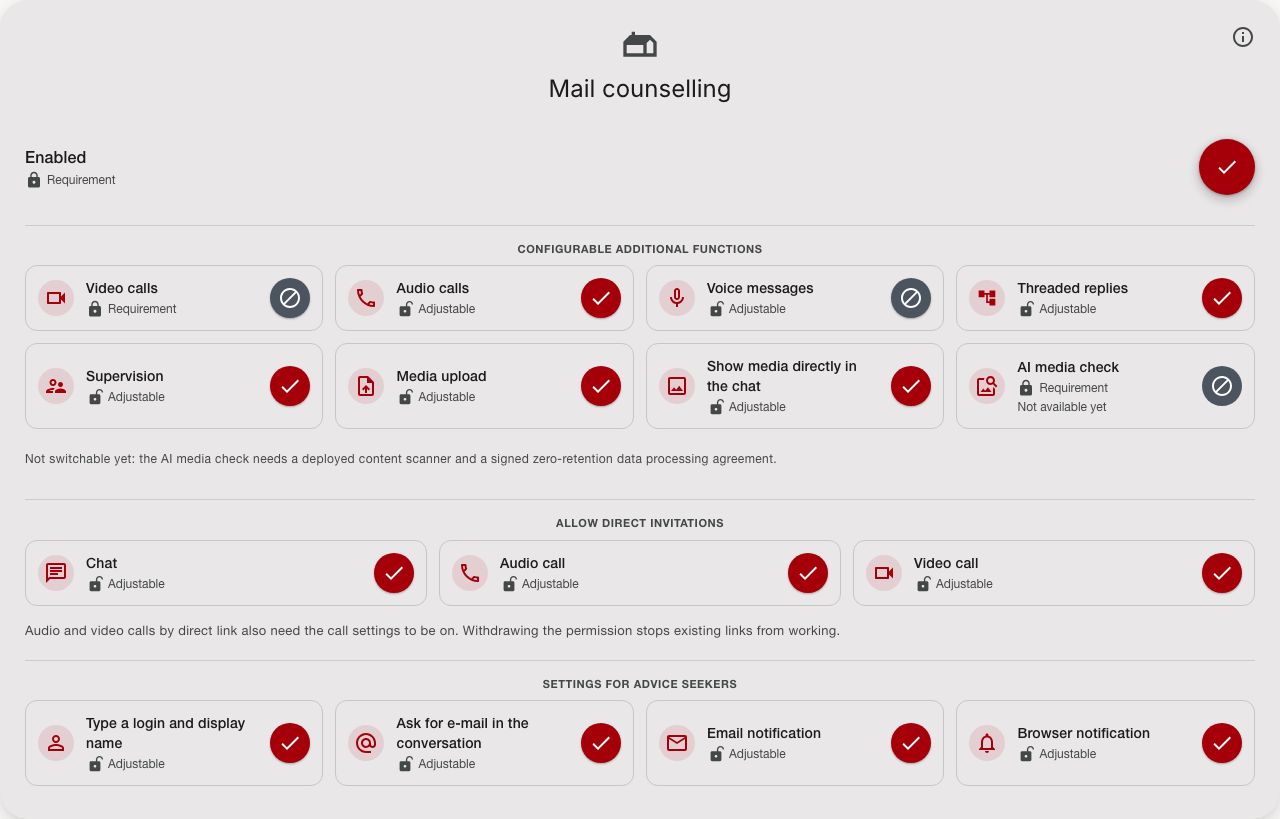 Mail counselling
Enabled
Requirement
CONFIGURABLE ADDITIONAL FUNCTIONS
Video calls
Requirement
Audio calls
Adjustable
Voice messages
Adjustable
Threaded replies
Adjustable
Supervision
Adjustable
Media upload
Adjustable
Show media directly in
the chat
Adjustable
AI media check
Requirement
Not available yet
Not switchable yet: the AI media check needs a deployed content scanner and a signed zero-retention data processing agreement.
ALLOW DIRECT INVITATIONS
Chat
Adjustable
Audio call
Adjustable
Video call
Adjustable
Audio and video calls by direct link also need the call settings to be on. Withdrawing the permission stops existing links from working.
SETTINGS FOR ADVICE SEEKERS
Type a login and display
name
Adjustable
Ask for e-mail in the
conversation
Adjustable
Email notification
Adjustable
Browser notification
Adjustable